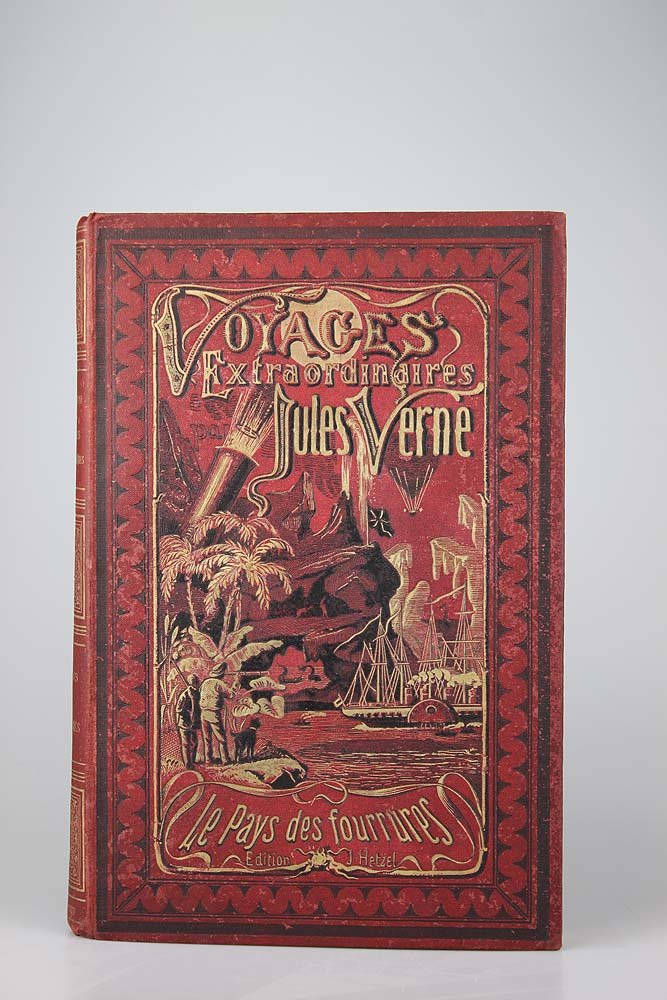 VOYAGES
Extraordinaires
par
Jules Verne
Le Pays des fourrures
Edition J. Hetzel